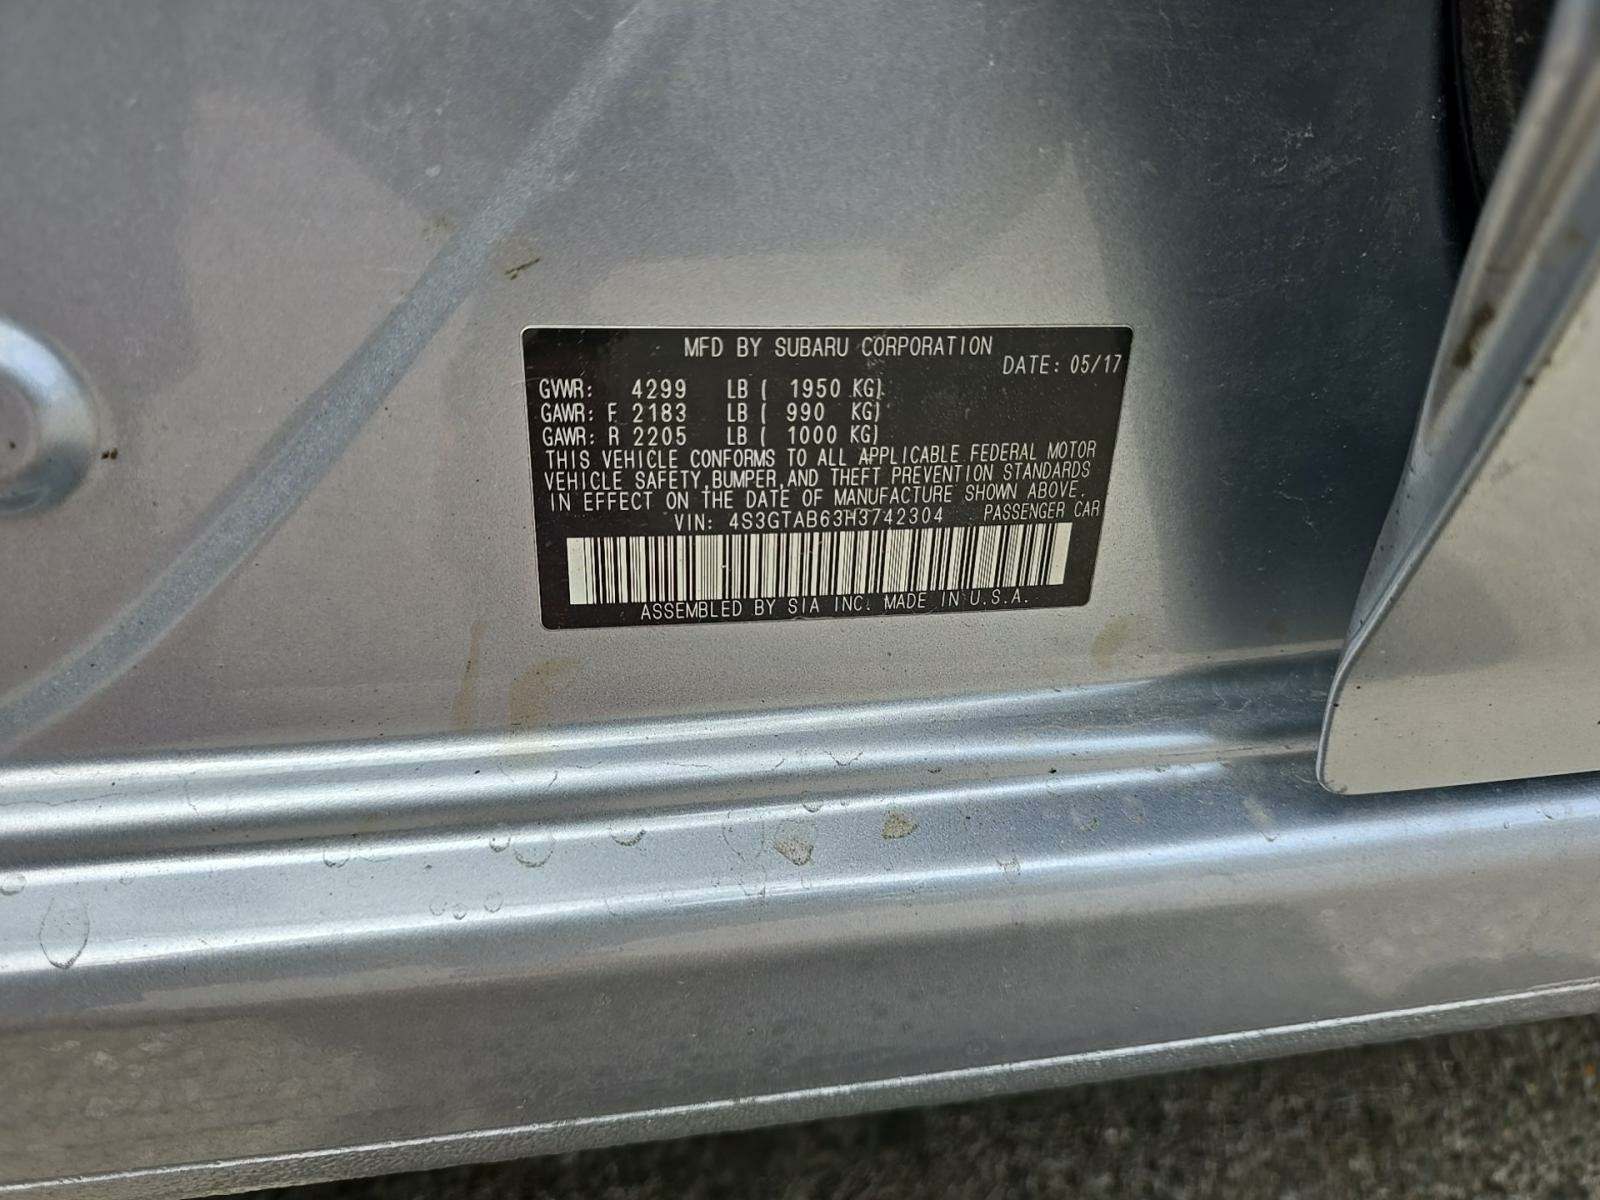 MFD BY SUBARU CORPORATION
DATE: 05/17
GVWR: 4299 LB ( 1950 KG)
GAWR: F 2183 LB ( 990 KG)
GAWR: R 2205 LB ( 1000 KG)
THIS VEHICLE CONFORMS TO ALL APPLICABLE FEDERAL MOTOR
VEHICLE SAFETY, BUMPER, AND THEFT PREVENTION STANDARDS
IN EFFECT ON THE DATE OF MANUFACTURE SHOWN ABOVE.
VIN: 4S3GTAB63H3742304 PASSENGER CAR
ASSEMBLED BY SIA INC. MADE IN U.S.A.